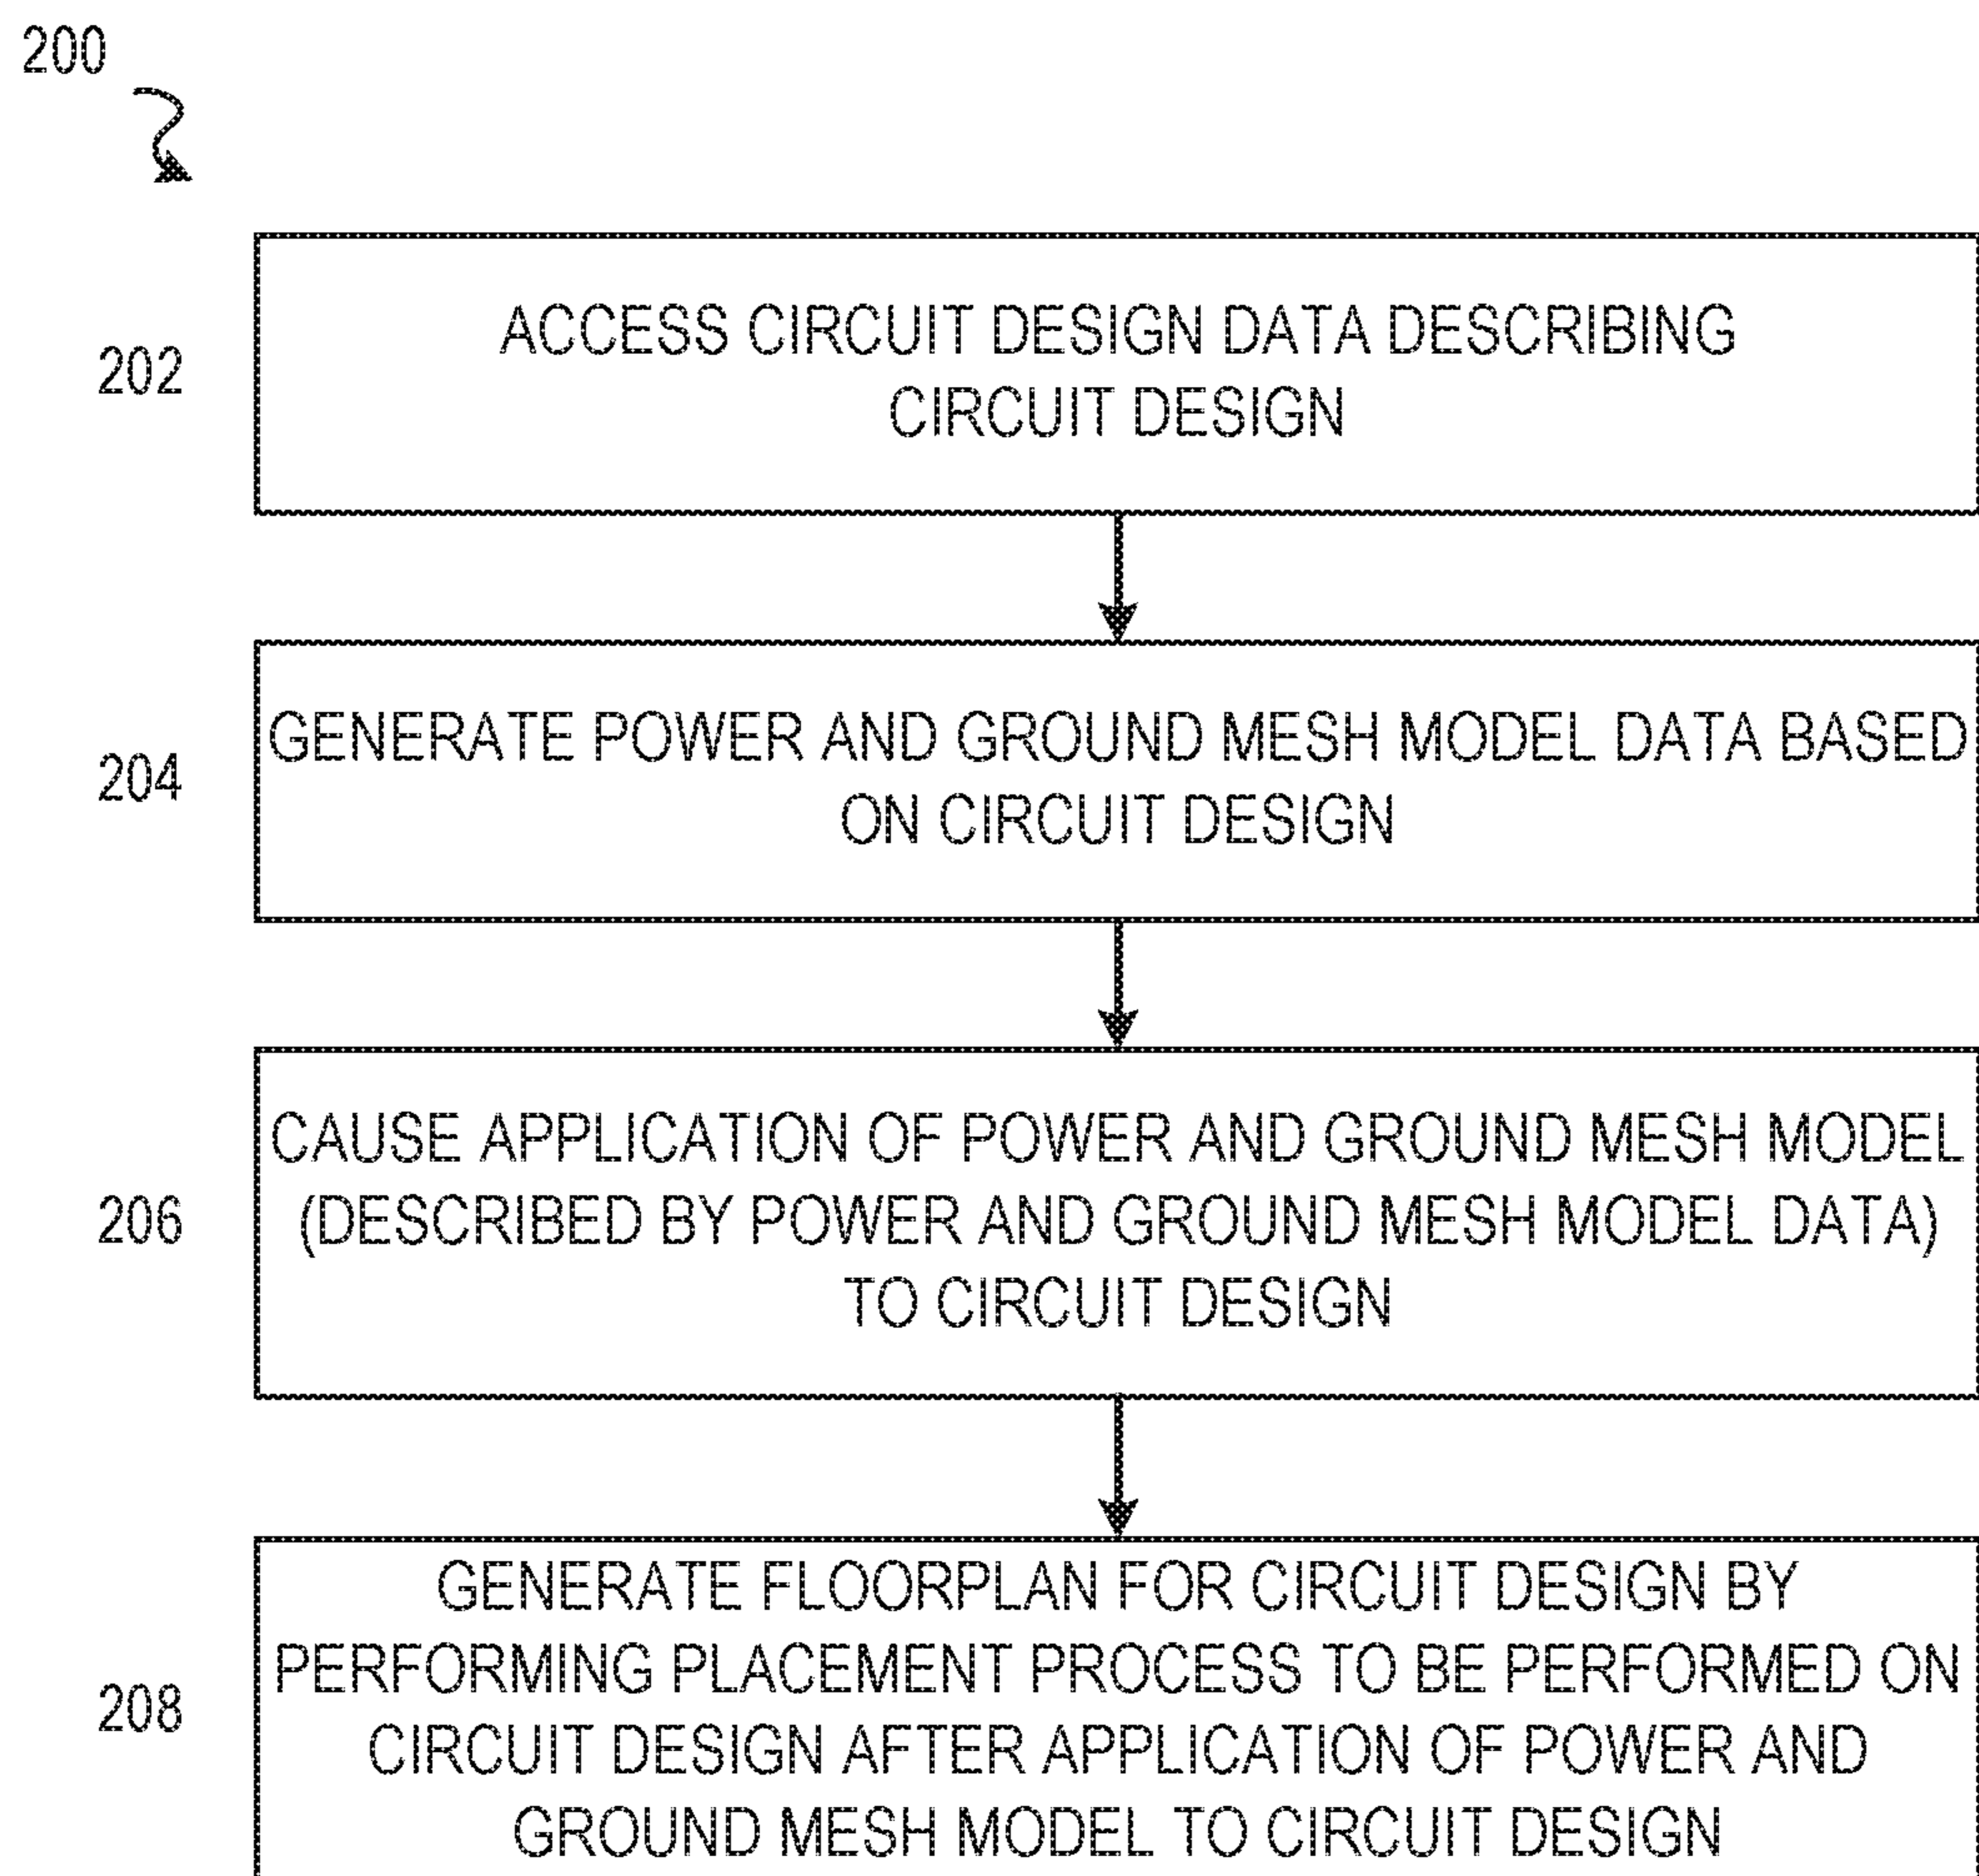 200
202
ACCESS CIRCUIT DESIGN DATA DESCRIBING
CIRCUIT DESIGN
204
GENERATE POWER AND GROUND MESH MODEL DATA BASED
ON CIRCUIT DESIGN
206
CAUSE APPLICATION OF POWER AND GROUND MESH MODEL
(DESCRIBED BY POWER AND GROUND MESH MODEL DATA)
TO CIRCUIT DESIGN
208
GENERATE FLOORPLAN FOR CIRCUIT DESIGN BY
PERFORMING PLACEMENT PROCESS TO BE PERFORMED ON
CIRCUIT DESIGN AFTER APPLICATION OF POWER AND
GROUND MESH MODEL TO CIRCUIT DESIGN